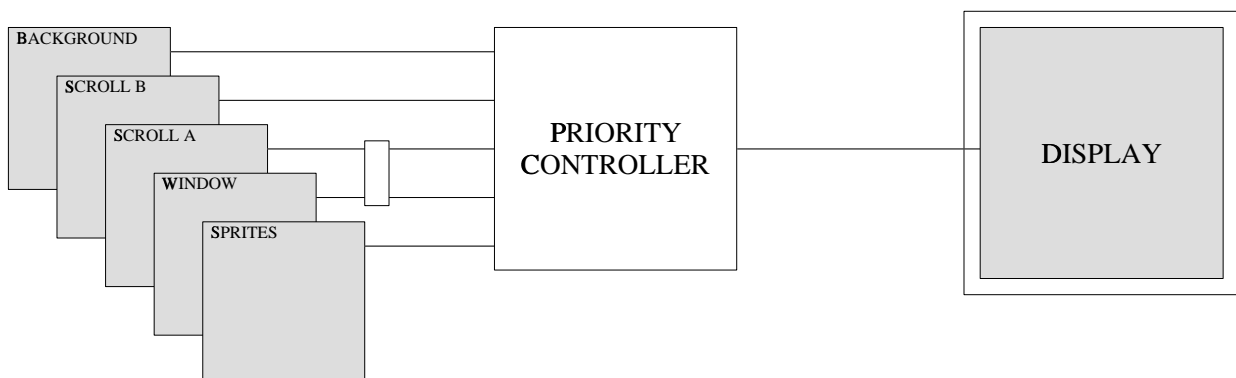 BACKGROUND
SCROLL B
SCROLL A
WINDOW
SPRITES
PRIORITY
CONTROLLER
DISPLAY